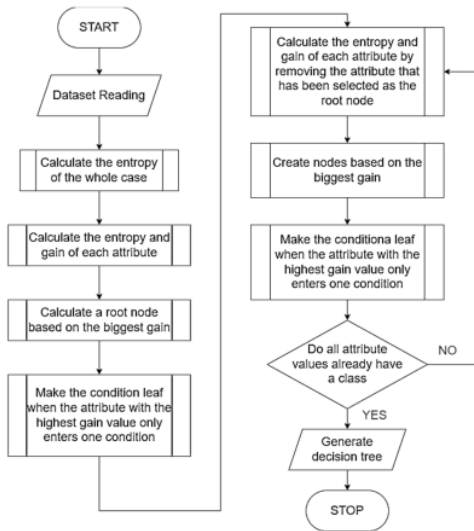 START
Dataset Reading
Calculate the entropy
of the whole case
Calculate the entropy and
gain of each attribute
Calculate a root node
based on the biggest gain
Make the condition leaf
when the attribute with the
highest gain value only
enters one condition
Calculate the entropy and
gain of each attribute by
removing the attribute that
has been selected as the
root node
Create nodes based on the
biggest gain
Make the conditiona leaf
when the attribute with the
highest gain value only
enters one condition
Do all attribute
values already have
a class
NO
YES
Generate
decision tree
STOP